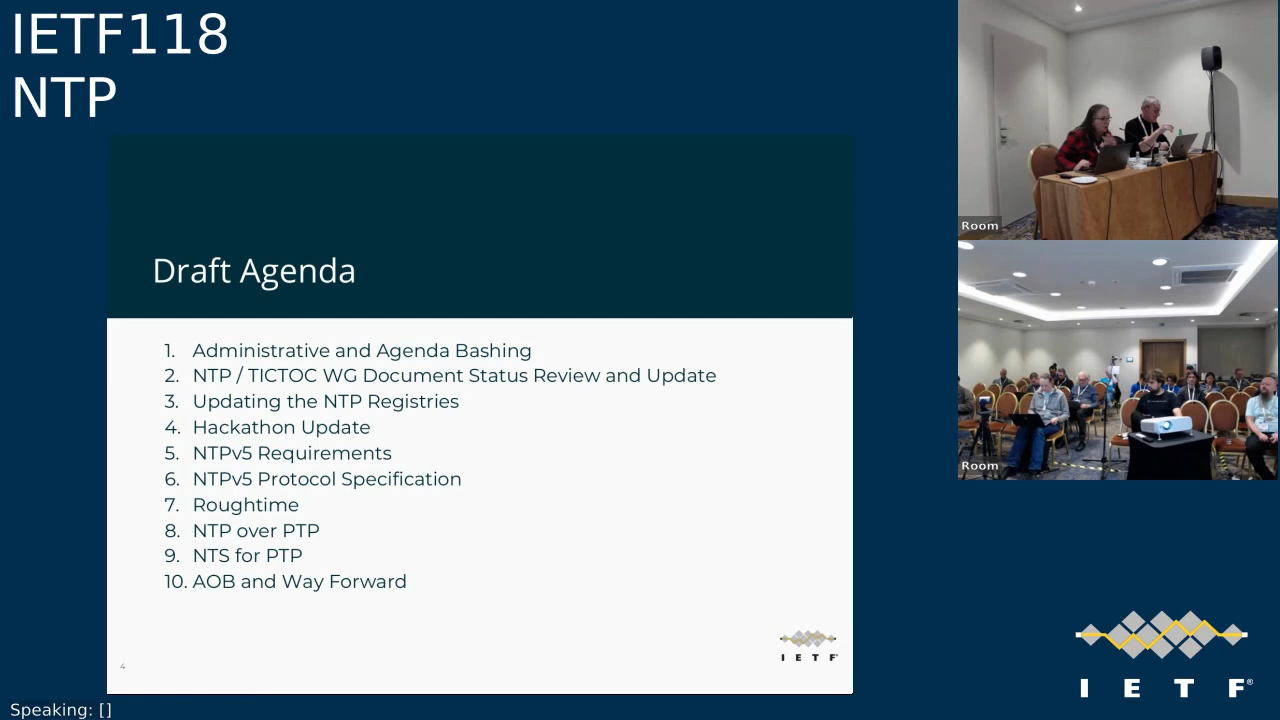 IETF118
NTP
Draft Agenda
1. Administrative and Agenda Bashing
2. NTP / TICTOC WG Document Status Review and Update
3. Updating the NTP Registries
4. Hackathon Update
5. NTPv5 Requirements
6. NTPv5 Protocol Specification
7. Roughtime
8. NTP over PTP
9. NTS for PTP
10. AOB and Way Forward
4
I E T F®
Room
Room
I E T F®
Speaking: []